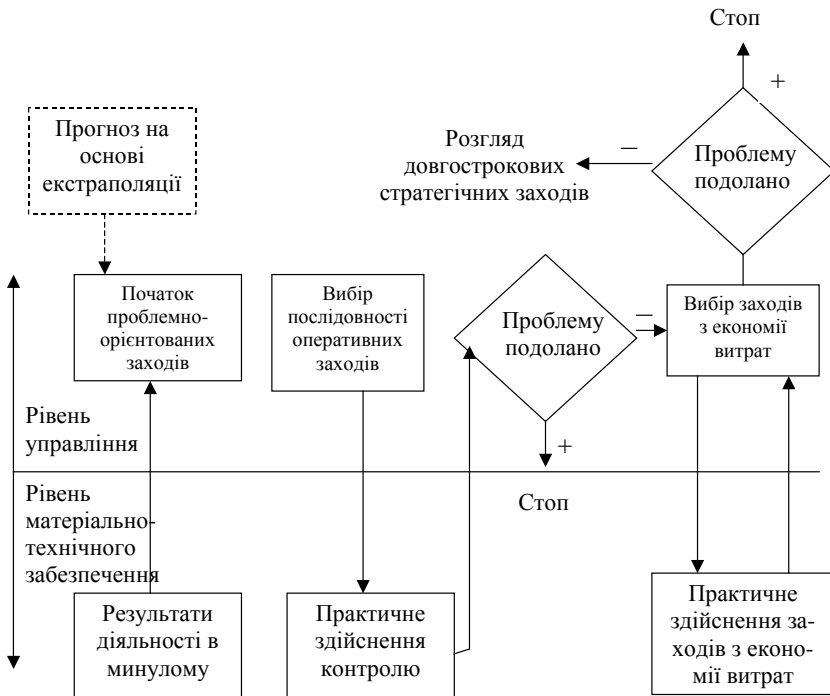 Стоп
+
Прогноз на
основі
екстраполяції
Розгляд
довгострокових
стратегічних заходів
–
Проблему
подолано
Початок
проблемно-
орієнтованих
заходів
Вибір
послідовності
оперативних
заходів
Проблему
подолано
–
Вибір заходів
з економії
витрат
Рівень
управління
+
Рівень
матеріально-
технічного
забезпечення
Стоп
Результати
діяльності в
минулому
Практичне
здійснення
контролю
Практичне
здійснення за-
ходів з еконо-
мії витрат